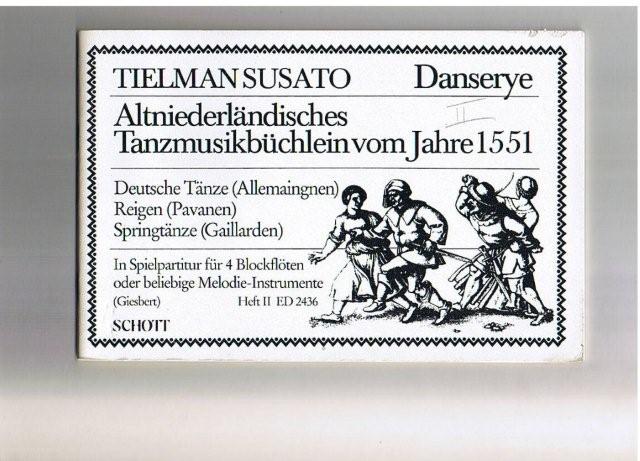 TIELMAN SUSATO Danserye
II
Altniederländisches
Tanzmusikbüchlein vom Jahre 1551
Deutsche Tänze (Allemaingnen)
Reigen (Pavanen)
Springtänze (Gaillarden)
In Spielpartitur für 4 Blockflöten
oder beliebige Melodie-Instrumente
(Giesbert) Heft II ED 2436
SCHOTT